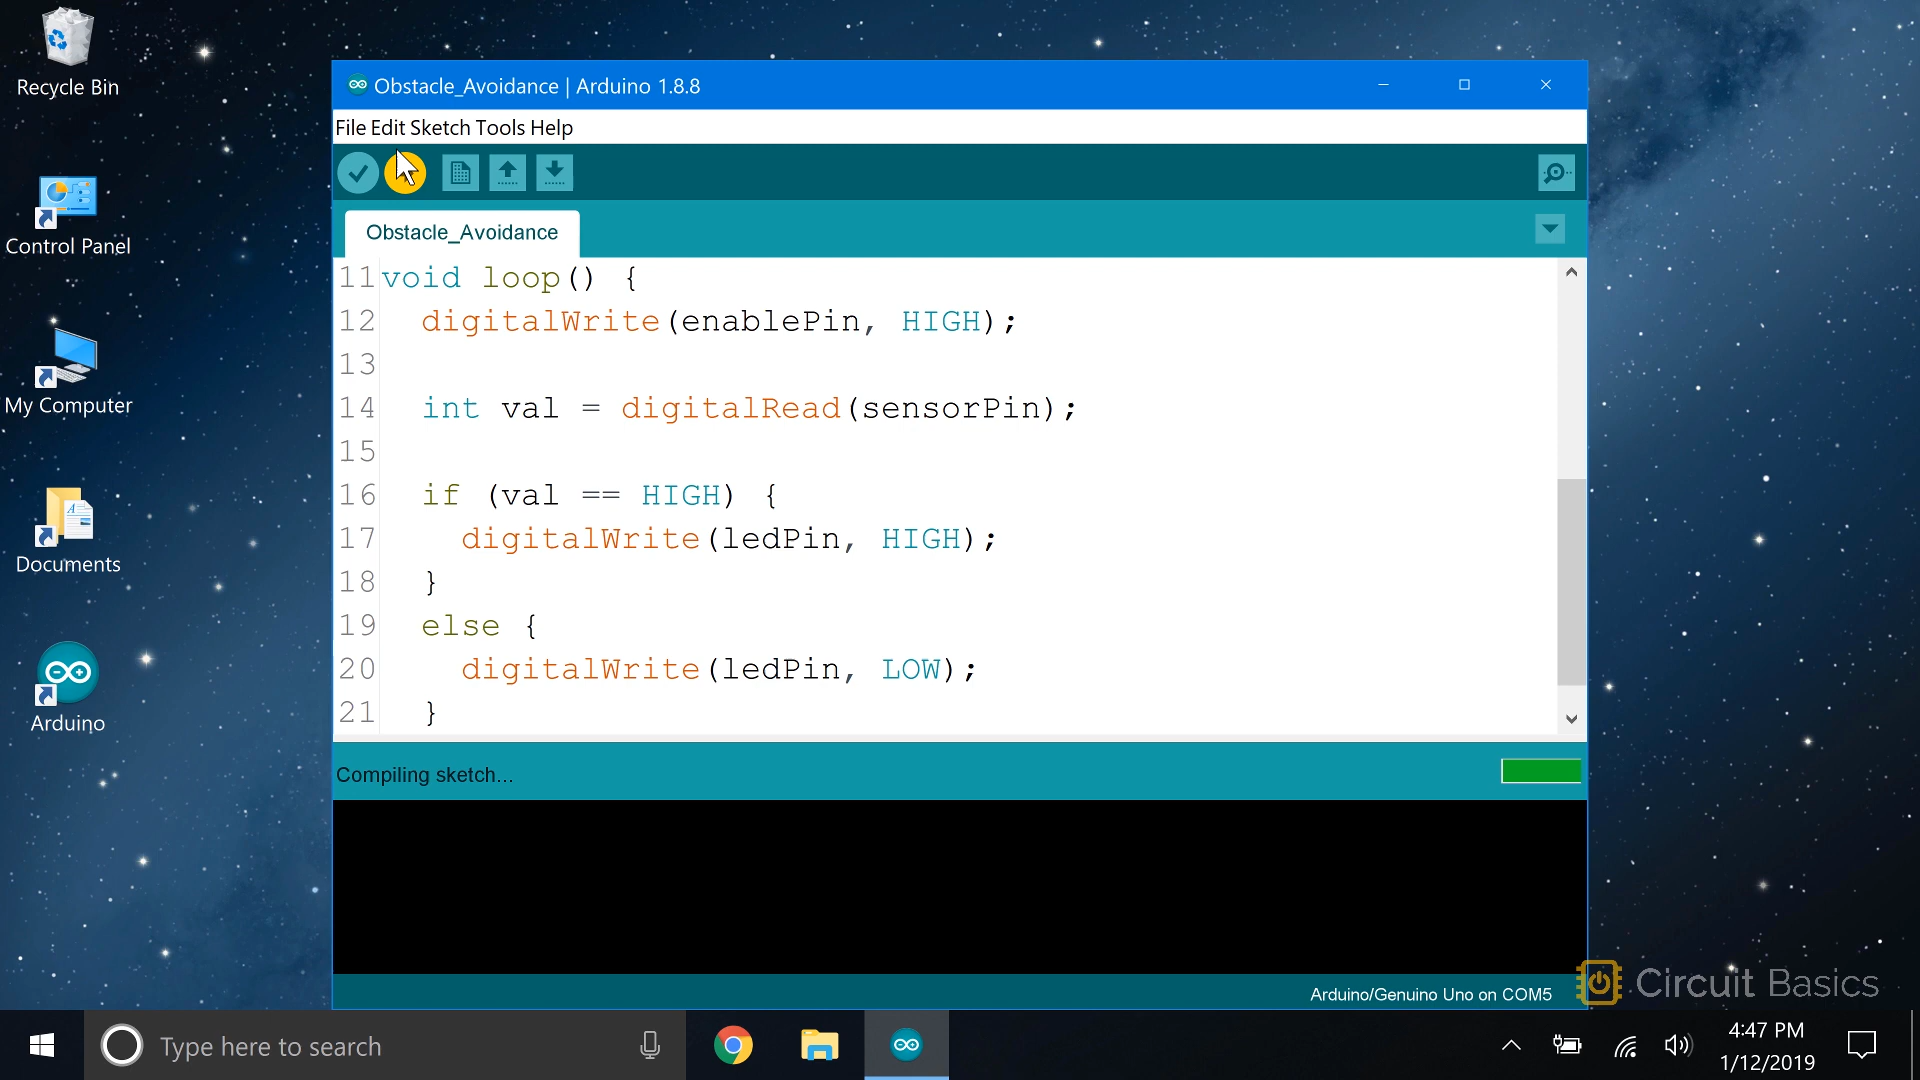 Recycle Bin
Control Panel
My Computer
Documents
Arduino
Obstacle_Avoidance | Arduino 1.8.8
File Edit Sketch Tools Help
Obstacle_Avoidance
11 void loop() {
12 digitalWrite(enablePin, HIGH);
13
14 int val = digitalRead(sensorPin);
15
16 if (val == HIGH) {
17 digitalWrite(ledPin, HIGH);
18 }
19 else {
20 digitalWrite(ledPin, LOW);
21 }
Compiling sketch...
Arduino/Genuino Uno on COM5
Circuit Basics
Type here to search
4:47 PM
1/12/2019